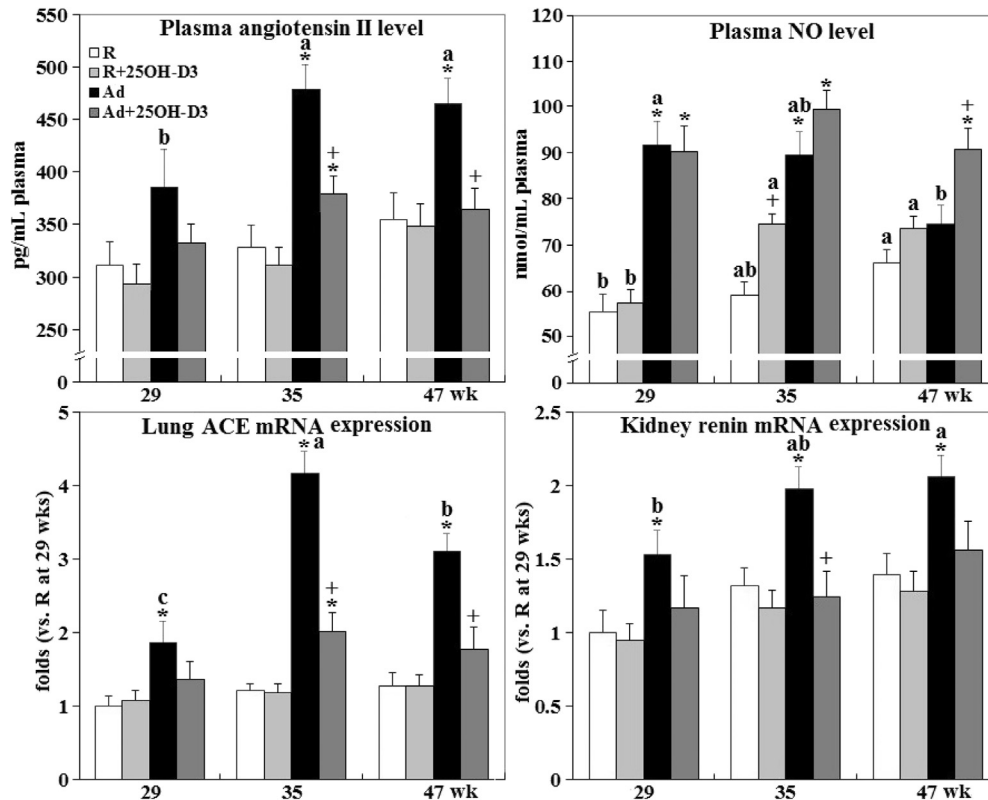 Plasma angiotensin II level
550
500
450
400
350
300
250
0
pg/mL plasma
R
R+25OH-D3
Ad
Ad+25OH-D3
b
a
*
+
*
a
*
+
29 35 47 wk
Plasma NO level
120
100
90
80
70
60
50
0
nmol/mL plasma
b
b
a
*
*
ab
a
+
ab
*
*
a
a
b
+
*
29 35 47 wk
Lung ACE mRNA expression
5
4
3
2
1
0
folds (vs. R at 29 wks)
c
*
* a
+
*
b
*
+
29 35 47 wk
Kidney renin mRNA expression
2.5
2
1.5
1
0.5
0
folds (vs. R at 29 wks)
b
*
ab
*
+
a
*
29 35 47 wk